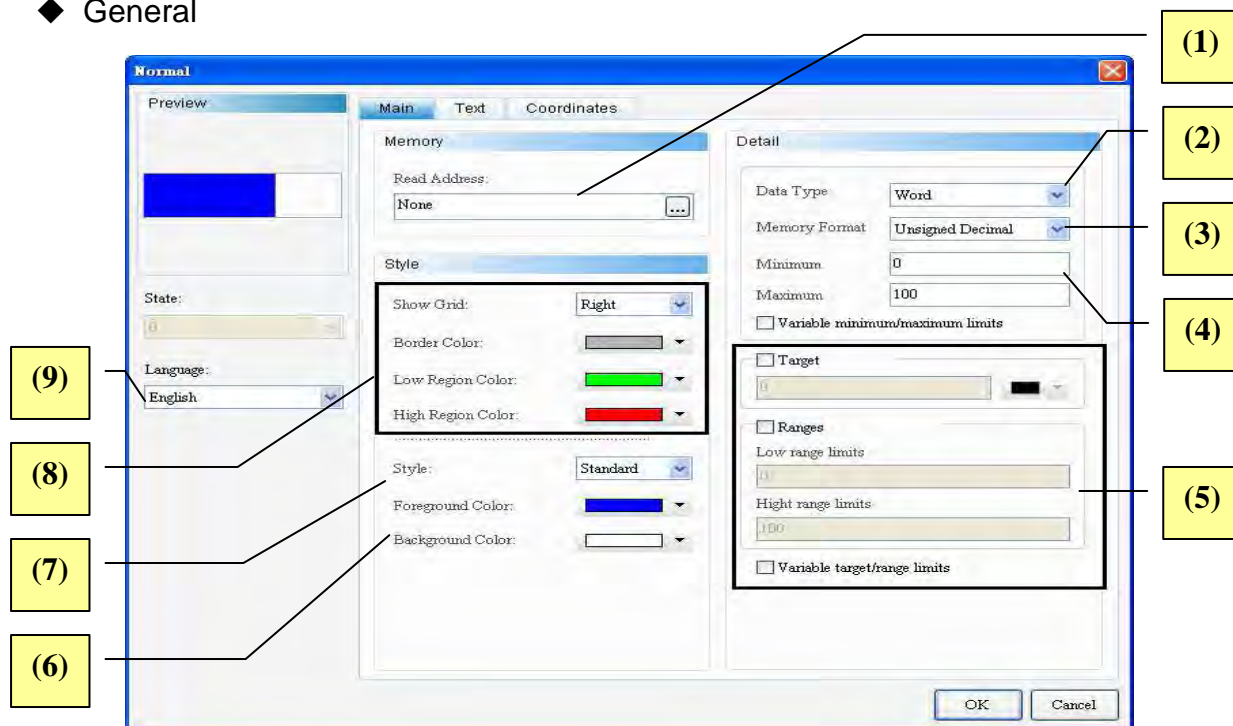 ◆ General
Normal
Preview
State:
0
Language:
English
Main Text Coordinates
Memory
Read Address:
None ...
Style
Show Grid: Right
Border Color:
Low Region Color:
High Region Color:
Style: Standard
Foreground Color:
Background Color:
Detail
Data Type Word
Memory Format Unsigned Decimal
Minimum 0
Maximum 100
Variable minimum/maximum limits
Target
0
Ranges
Low range limits
0
Hight range limits
100
Variable target/range limits
OK Cancel
(1)
(2)
(3)
(4)
(5)
(9)
(8)
(7)
(6)